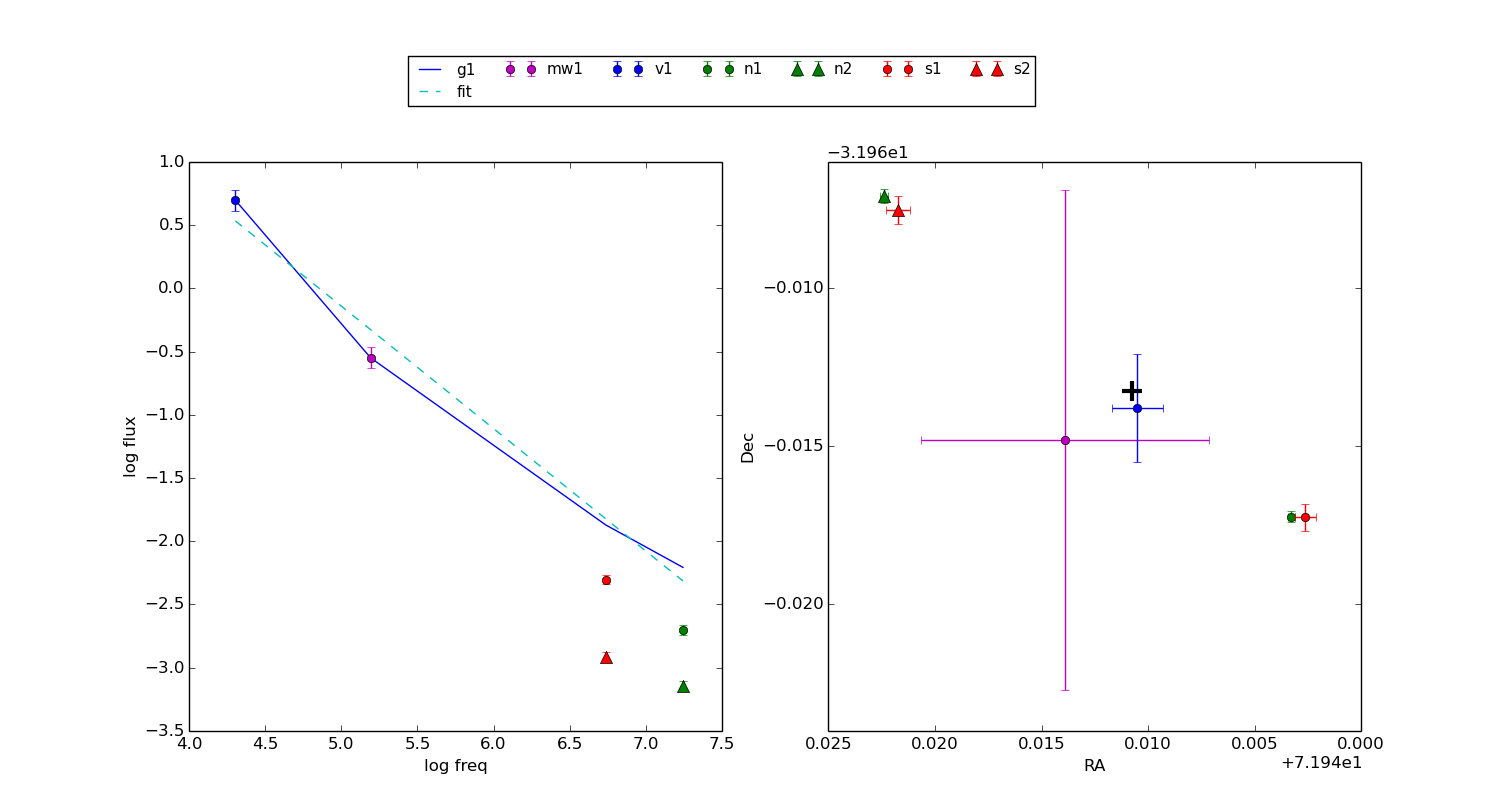 g1 mw1 v1 n1 n2 s1 s2
fit
1.0
0.5
0.0
−0.5
−1.0
−1.5
−2.0
−2.5
−3.0
−3.5
log flux
4.0 4.5 5.0 5.5 6.0 6.5 7.0 7.5
log freq
−3.196e1
−0.010
−0.015
−0.020
Dec
0.025 0.020 0.015 0.010 0.005 0.000
RA
+7.194e1